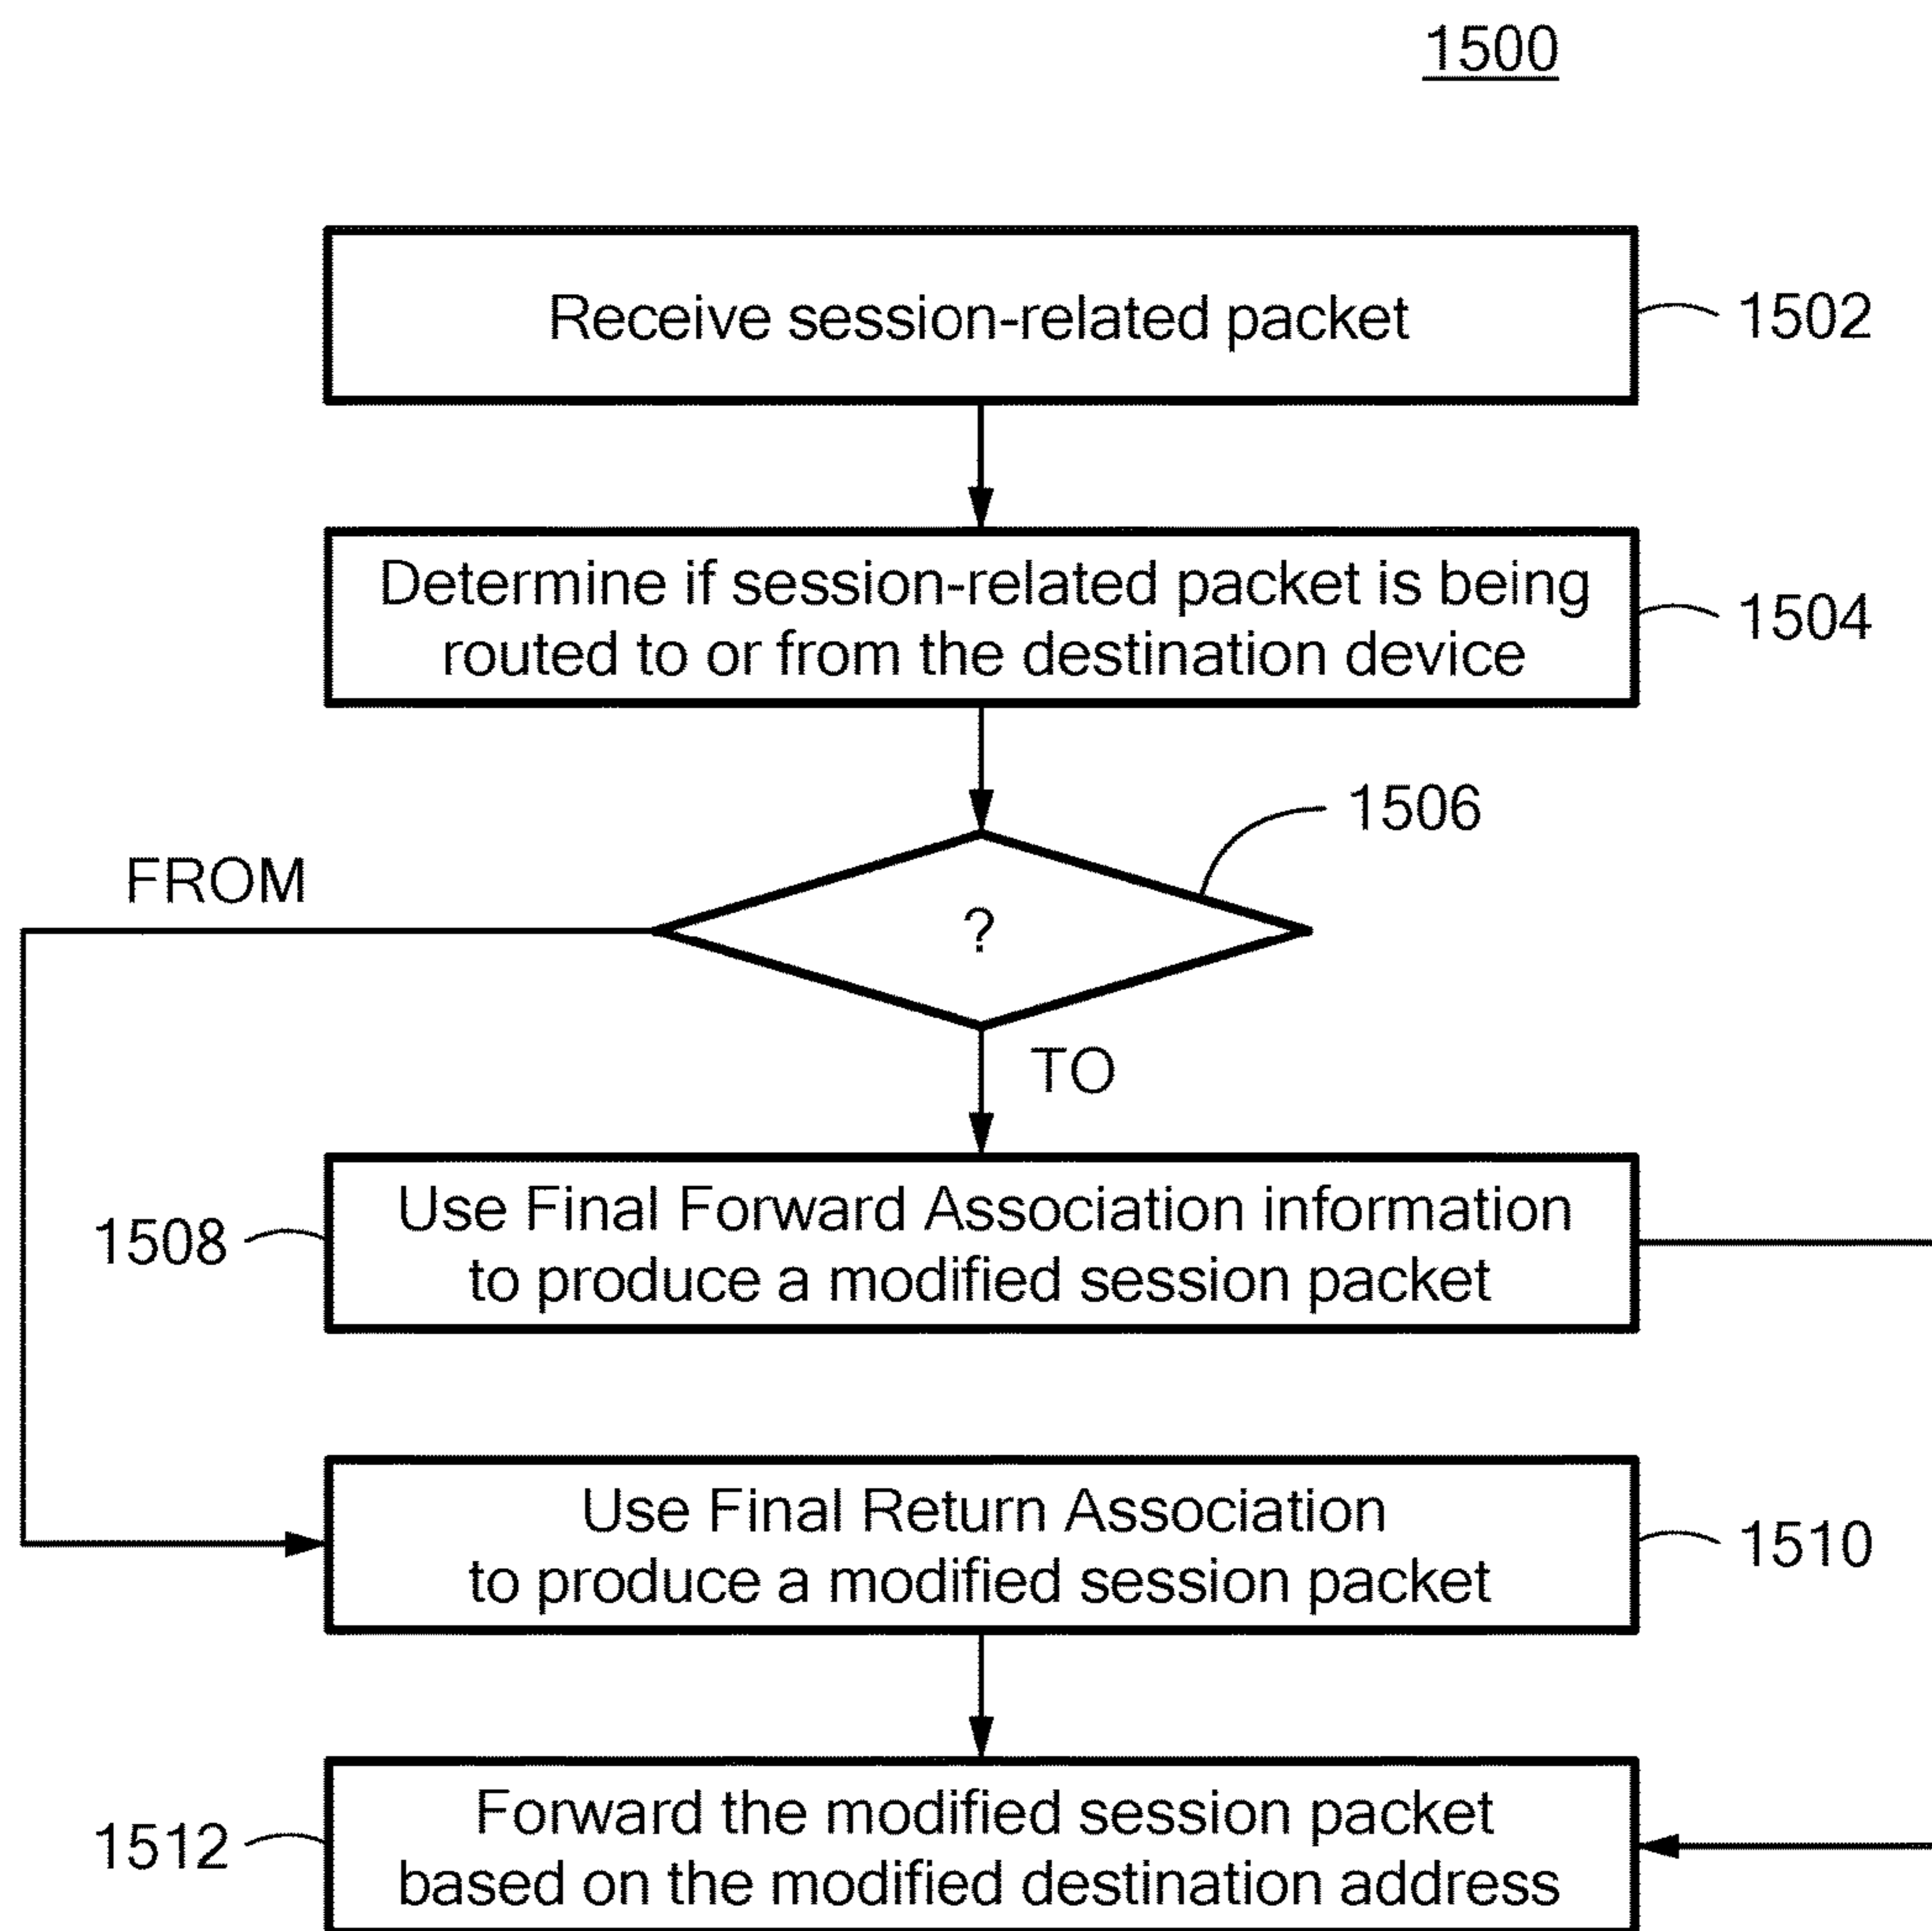 1500
Receive session-related packet
1502
Determine if session-related packet is being
routed to or from the destination device
1504
1506
FROM
?
TO
1508
Use Final Forward Association information
to produce a modified session packet
Use Final Return Association
to produce a modified session packet
1510
1512
Forward the modified session packet
based on the modified destination address